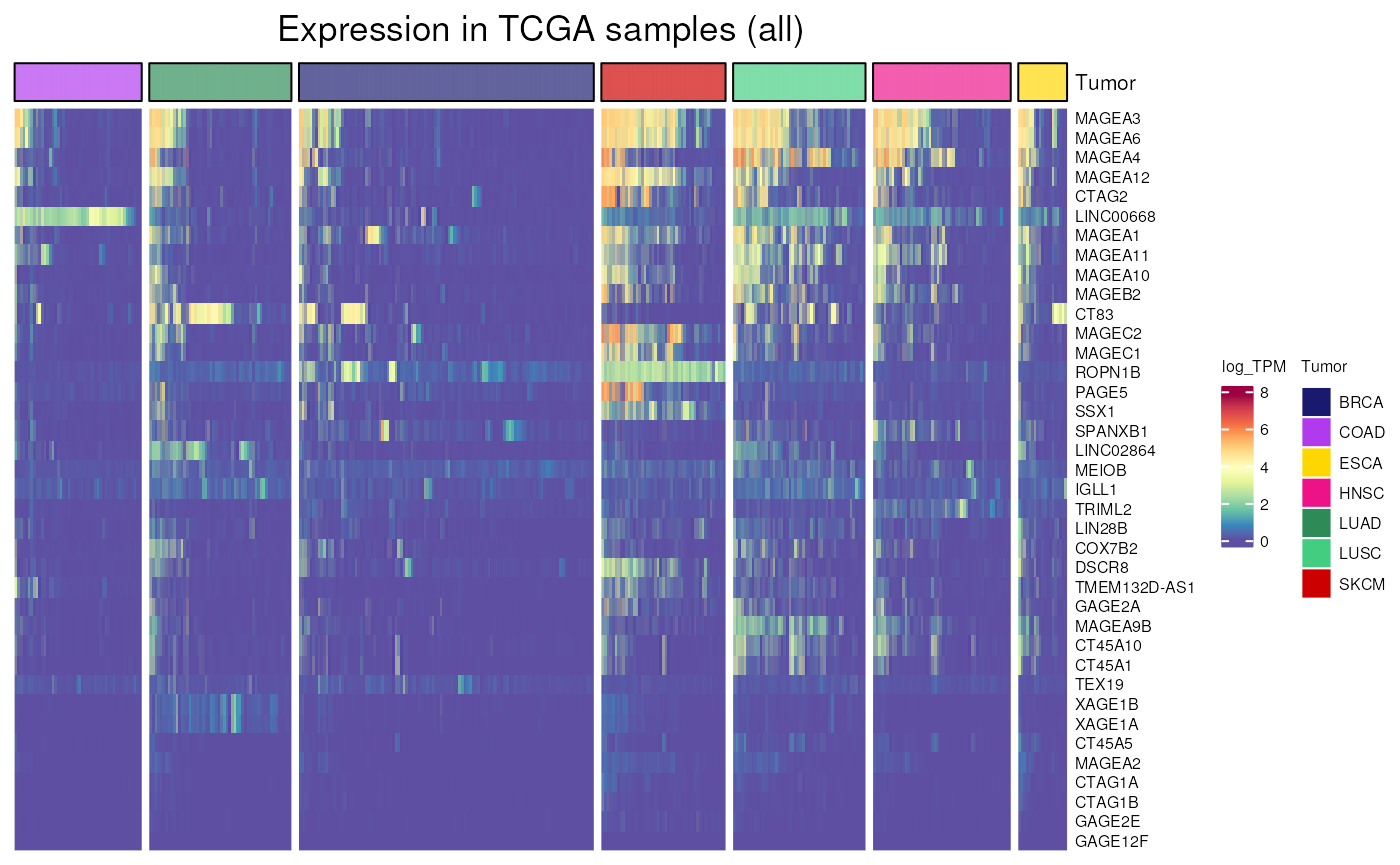 Expression in TCGA samples (all)
Tumor
MAGEA3
MAGEA6
MAGEA4
MAGEA12
CTAG2
LINC00668
MAGEA1
MAGEA11
MAGEA10
MAGEB2
CT83
MAGEC2
MAGEC1
ROPN1B
PAGE5
SSX1
SPANXB1
LINC02864
MEIOB
IGLL1
TRIML2
LIN28B
COX7B2
DSCR8
TMEM132D-AS1
GAGE2A
MAGEA9B
CT45A10
CT45A1
TEX19
XAGE1B
XAGE1A
CT45A5
MAGEA2
CTAG1A
CTAG1B
GAGE2E
GAGE12F
log_TPM
8
6
4
2
0
Tumor
BRCA
COAD
ESCA
HNSC
LUAD
LUSC
SKCM